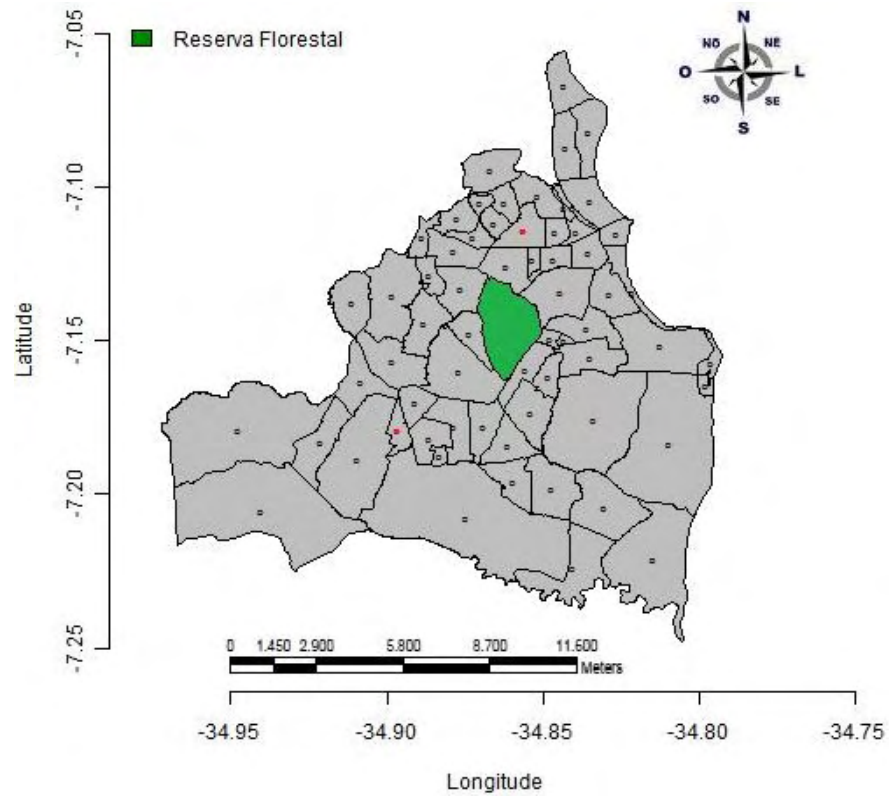 Reserva Florestal
N
NO
NE
O
L
SO
SE
S
Latitude
-7.05
-7.10
-7.15
-7.20
-7.25
0 1.450 2.900 5.800 8.700 11.600
Meters
-34.95 -34.90 -34.85 -34.80 -34.75
Longitude